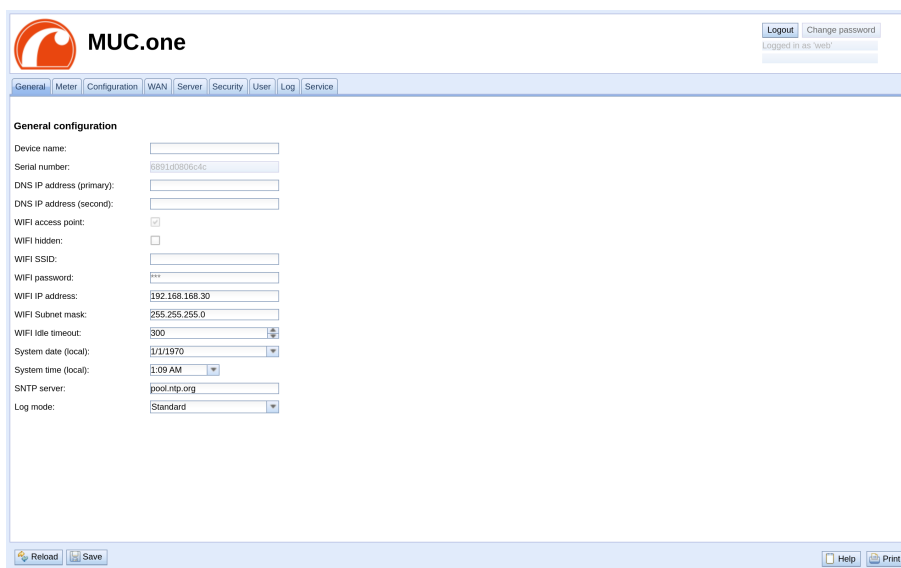 MUC.one
Logout Change password
Logged in as 'web'
General Meter Configuration WAN Server Security User Log Service
General configuration
Device name:
Serial number: 6891d0806c4c
DNS IP address (primary):
DNS IP address (second):
WIFI access point:
WIFI hidden:
WIFI SSID:
WIFI password: ***
WIFI IP address: 192.168.168.30
WIFI Subnet mask: 255.255.255.0
WIFI Idle timeout: 300
System date (local): 1/1/1970
System time (local): 1:09 AM
SNTP server: pool.ntp.org
Log mode: Standard
Reload Save Help Print